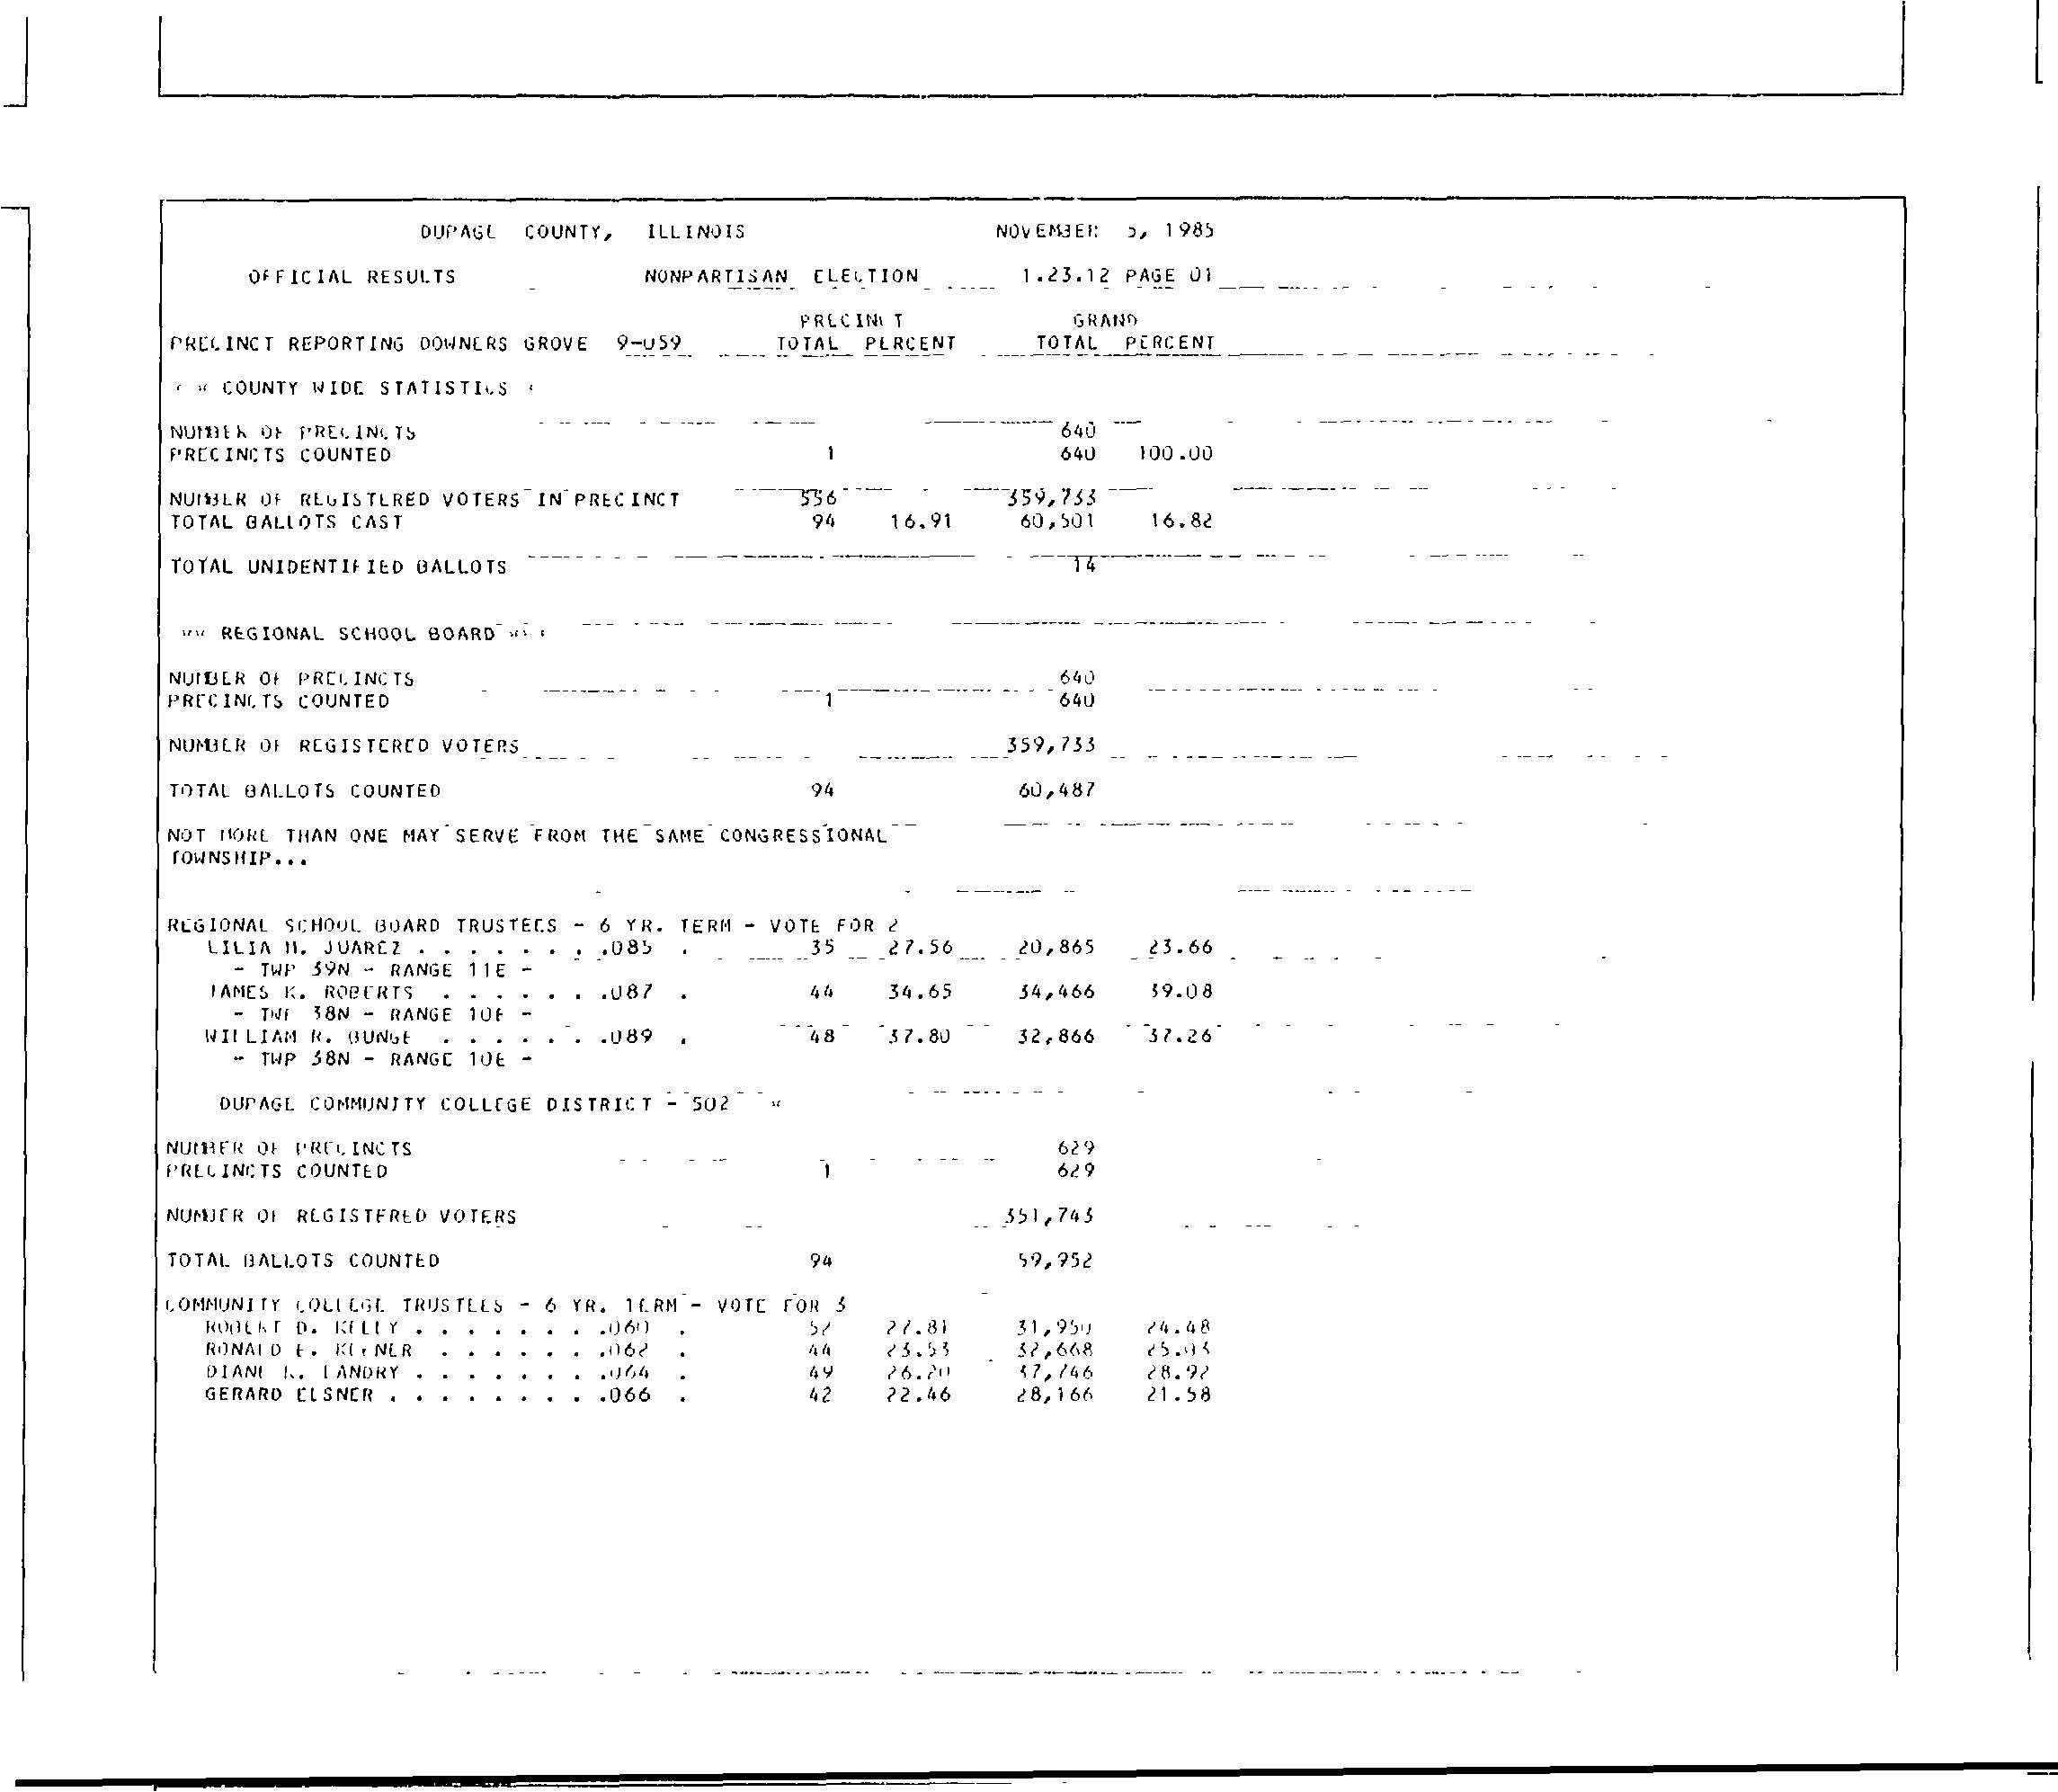 DUPAGE COUNTY, ILLINOIS NOVEMBER 5, 1985
OFFICIAL RESULTS NONPARTISAN ELECTION 1.23.12 PAGE 01
PRECINCT GRAND
PRECINCT REPORTING DOWNERS GROVE 9-059 TOTAL PERCENT TOTAL PERCENT
COUNTY WIDE STATISTICS
NUMBER OF PRECINCTS 640
PRECINCTS COUNTED 1 640 100.00
NUMBER OF REGISTERED VOTERS IN PRECINCT 556 359,733
TOTAL BALLOTS CAST 94 16.91 60,501 16.82
TOTAL UNIDENTIFIED BALLOTS 14
REGIONAL SCHOOL BOARD
NUMBER OF PRECINCTS 640
PRECINCTS COUNTED 1 640
NUMBER OF REGISTERED VOTERS 359,733
TOTAL BALLOTS COUNTED 94 60,487
NOT MORE THAN ONE MAY SERVE FROM THE SAME CONGRESSIONAL
TOWNSHIP...
REGIONAL SCHOOL BOARD TRUSTEES - 6 YR. TERM - VOTE FOR 2
LILIA M. JUAREZ . . . . . . . .085 . 35 27.56 20,865 23.66
- TWP 39N - RANGE 11E -
JAMES K. ROBERTS . . . . . . .087 . 44 34.65 34,466 39.08
- TWP 38N - RANGE 10E -
WILLIAM R. BUNGE . . . . . . .089 . 48 37.80 32,866 37.26
- TWP 38N - RANGE 10E -
DUPAGE COMMUNITY COLLEGE DISTRICT - 502
NUMBER OF PRECINCTS 629
PRECINCTS COUNTED 1 629
NUMBER OF REGISTERED VOTERS 351,743
TOTAL BALLOTS COUNTED 94 59,952
COMMUNITY COLLEGE TRUSTEES - 6 YR. TERM - VOTE FOR 3
ROBERT D. KELLY . . . . . . . .060 . 52 27.81 31,950 24.48
RONALD E. KEENER . . . . . . .062 . 44 23.53 32,668 25.03
DIANE K. LANDRY . . . . . . . .064 . 49 26.20 37,746 28.92
GERARD ELSNER . . . . . . . . .066 . 42 22.46 28,166 21.58